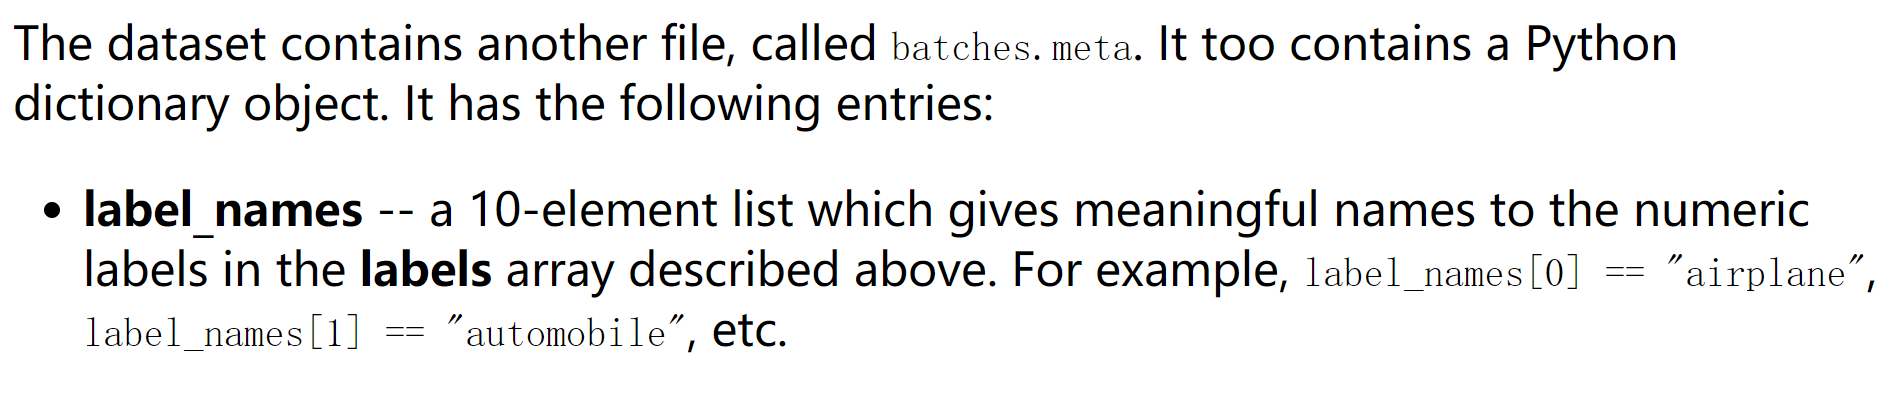 The dataset contains another file, called batches.meta. It too contains a Python
dictionary object. It has the following entries:
• label_names -- a 10-element list which gives meaningful names to the numeric
labels in the labels array described above. For example, label_names[0] == "airplane",
label_names[1] == "automobile", etc.